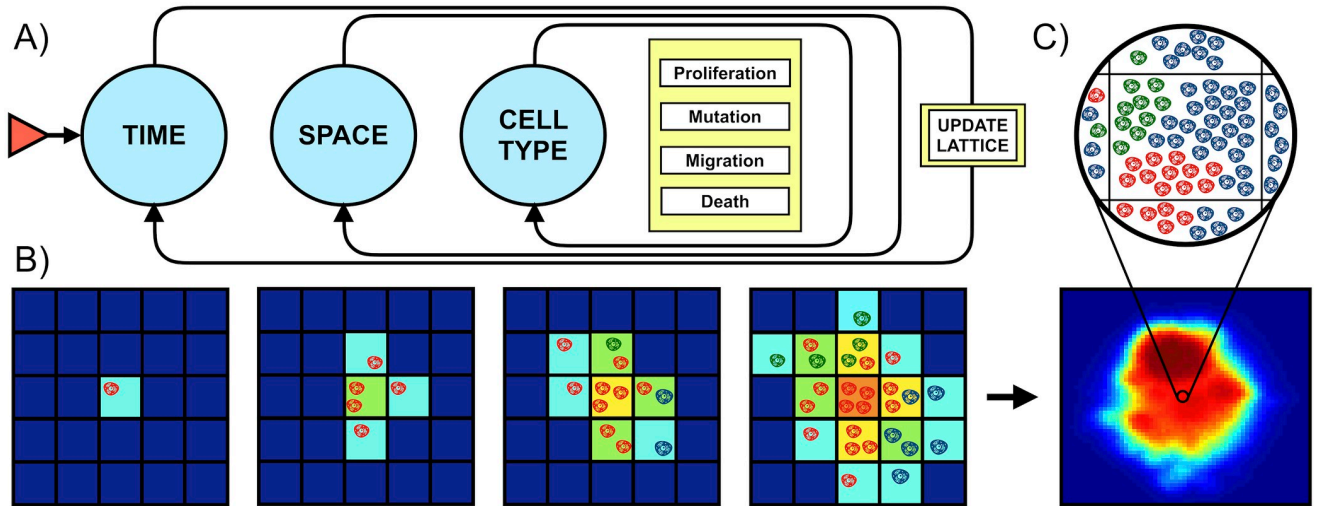 A)
TIME
SPACE
CELL
TYPE
Proliferation
Mutation
Migration
Death
UPDATE
LATTICE
C)
B)